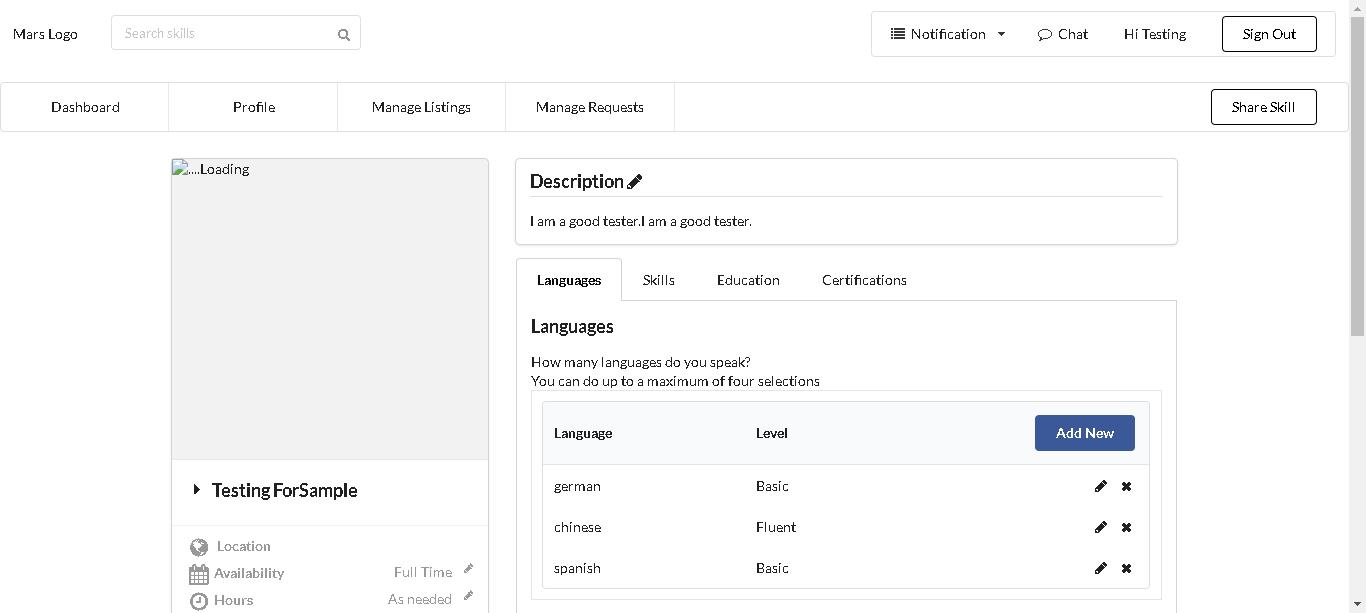 Mars Logo
Search skills
Notification
Chat
Hi Testing
Sign Out
Dashboard
Profile
Manage Listings
Manage Requests
Share Skill
....Loading
Description
I am a good tester.I am a good tester.
Languages
Skills
Education
Certifications
Languages
How many languages do you speak?
You can do up to a maximum of four selections
Language
Level
Add New
german
Basic
chinese
Fluent
spanish
Basic
Testing ForSample
Location
Availability
Full Time
Hours
As needed